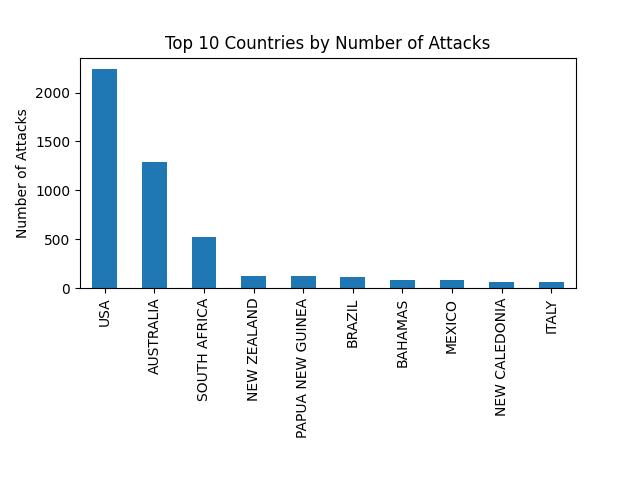 Top 10 Countries by Number of Attacks
Number of Attacks
2000
1500
1000
500
0
USA
AUSTRALIA
SOUTH AFRICA
NEW ZEALAND
PAPUA NEW GUINEA
BRAZIL
BAHAMAS
MEXICO
NEW CALEDONIA
ITALY